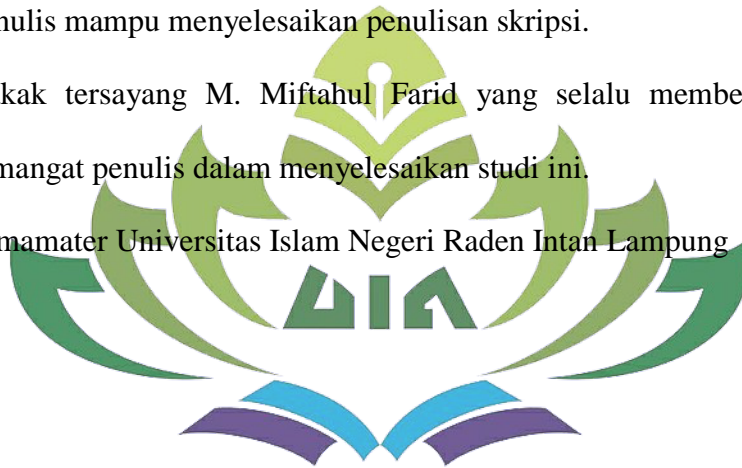 nulis mampu menyelesaikan penulisan skripsi.
kak tersayang M. Miftahul Farid yang selalu membe
mangat penulis dalam menyelesaikan studi ini.
mamater Universitas Islam Negeri Raden Intan Lampung
UIN